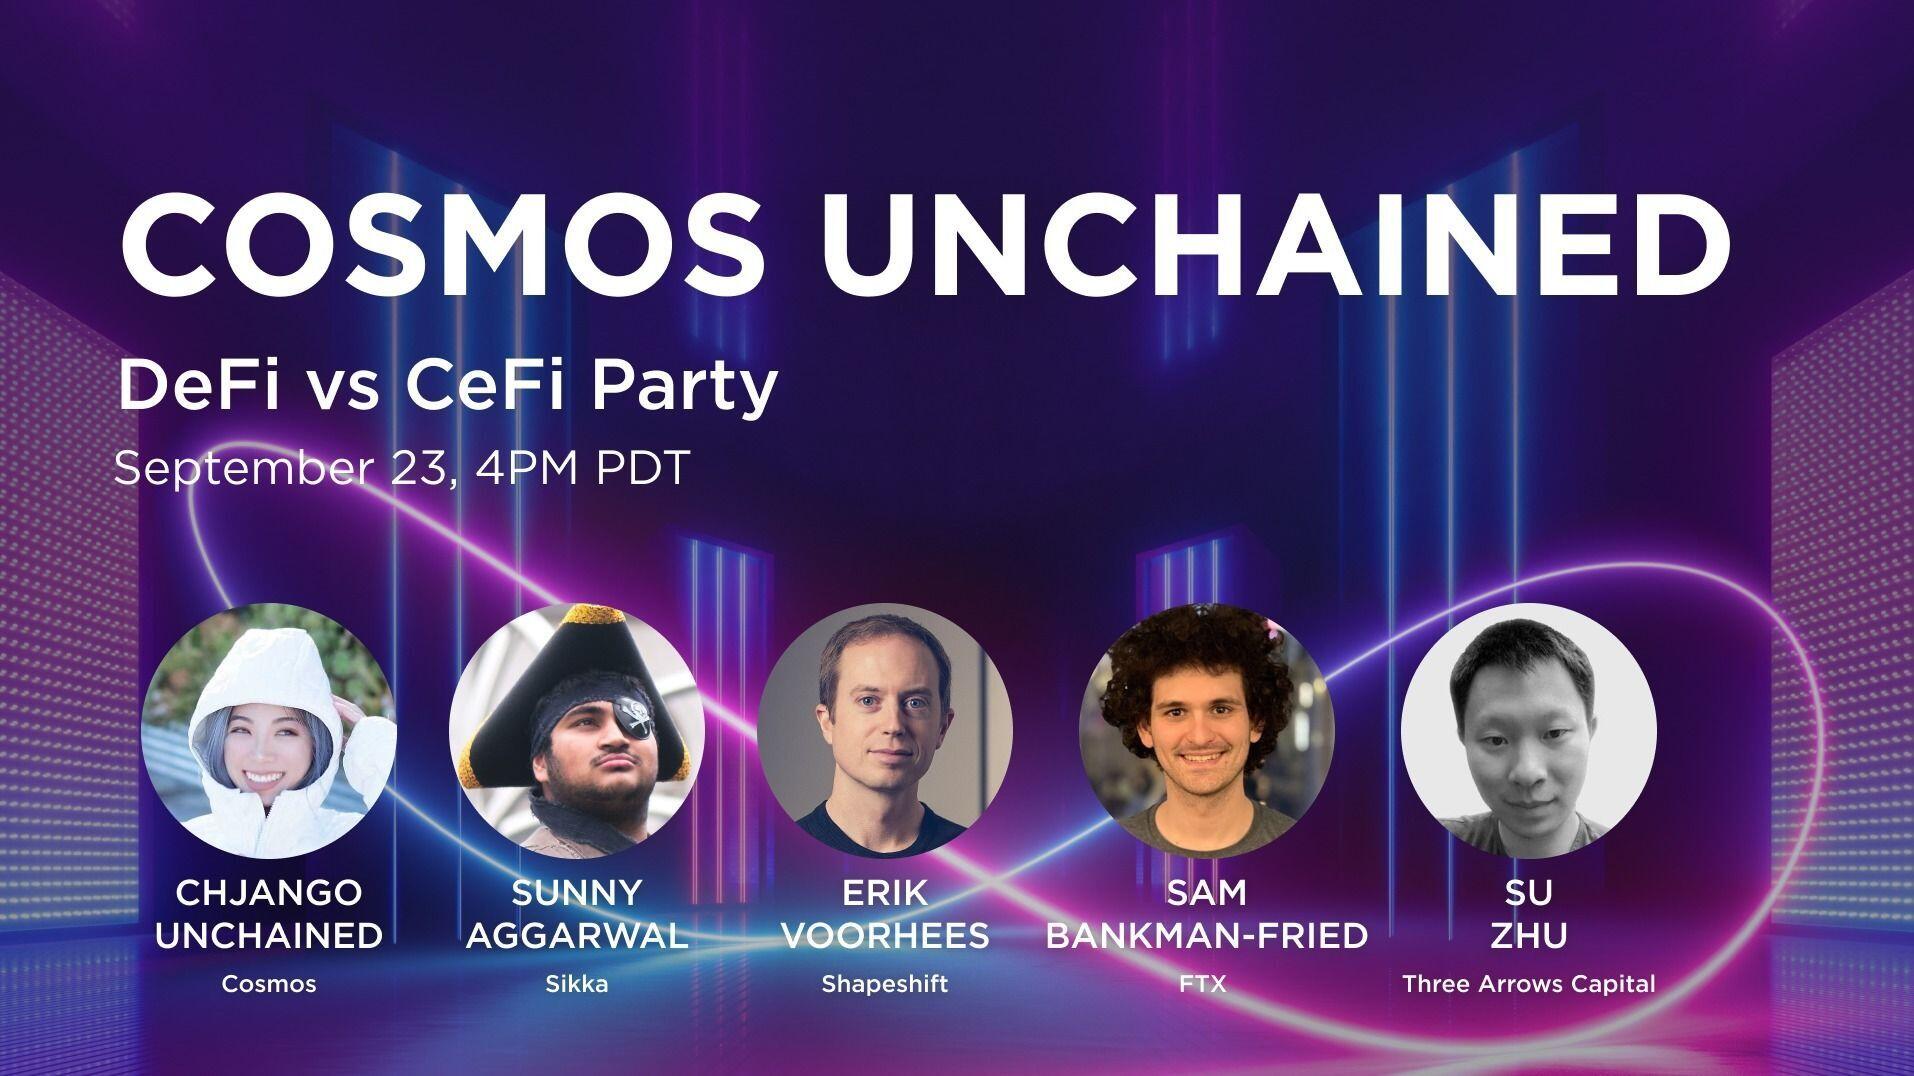 COSMOS UNCHAINED
DeFi vs CeFi Party
September 23, 4PM PDT
CHJANGO
UNCHAINED
Cosmos
SUNNY
AGGARWAL
Sikka
ERIK
VOORHEES
Shapeshift
SAM
BANKMAN-FRIED
FTX
SU
ZHU
Three Arrows Capital